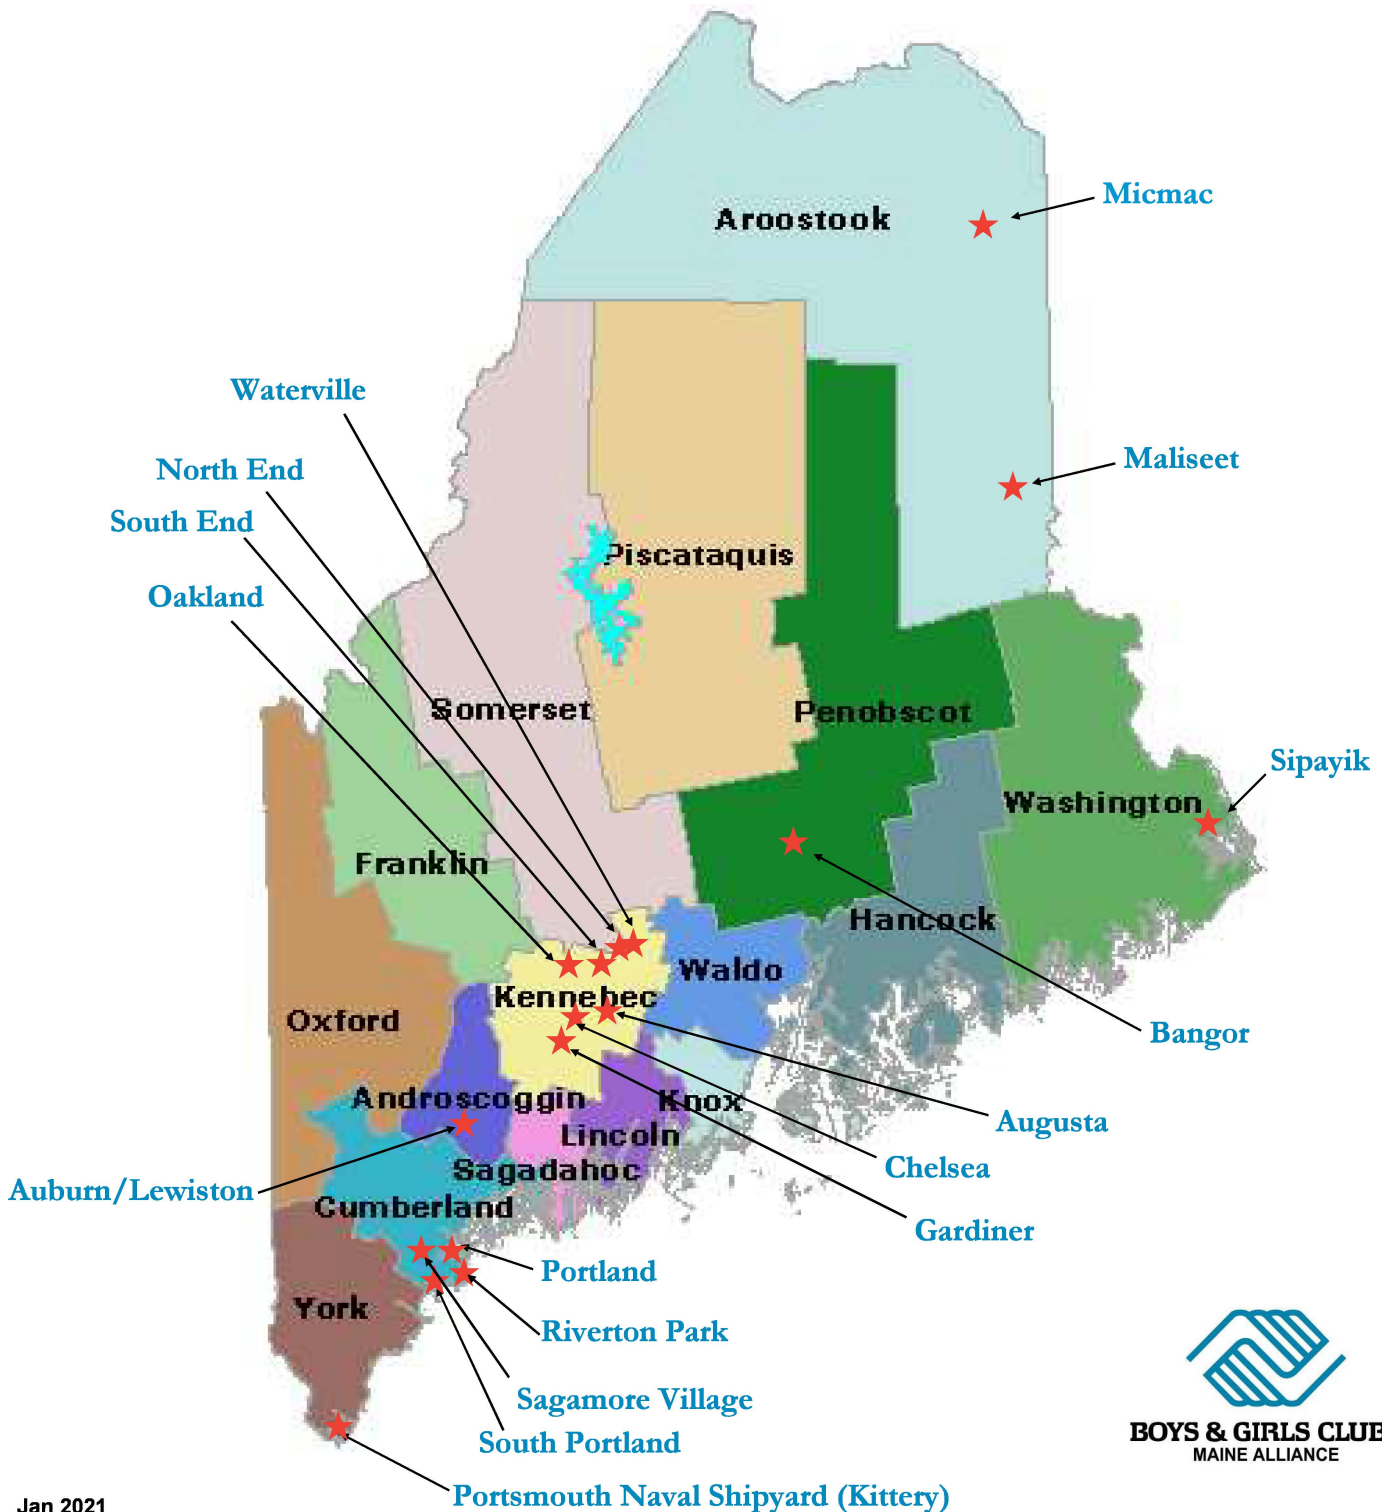 Micmac
Aroostook
Waterville
Maliseet
North End
South End
Piscataquis
Oakland
Somerset
Penobscot
Sipayik
Washington
Franklin
Hancock
Waldo
Kennebec
Oxford
Bangor
Androscoggin
Knox
Augusta
Lincoln
Chelsea
Sagadahoc
Auburn/Lewiston
Cumberland
Gardiner
Portland
York
Riverton Park
Sagamore Village
South Portland
BOYS & GIRLS CLUB
MAINE ALLIANCE
Portsmouth Naval Shipyard (Kittery)
Jan 2021